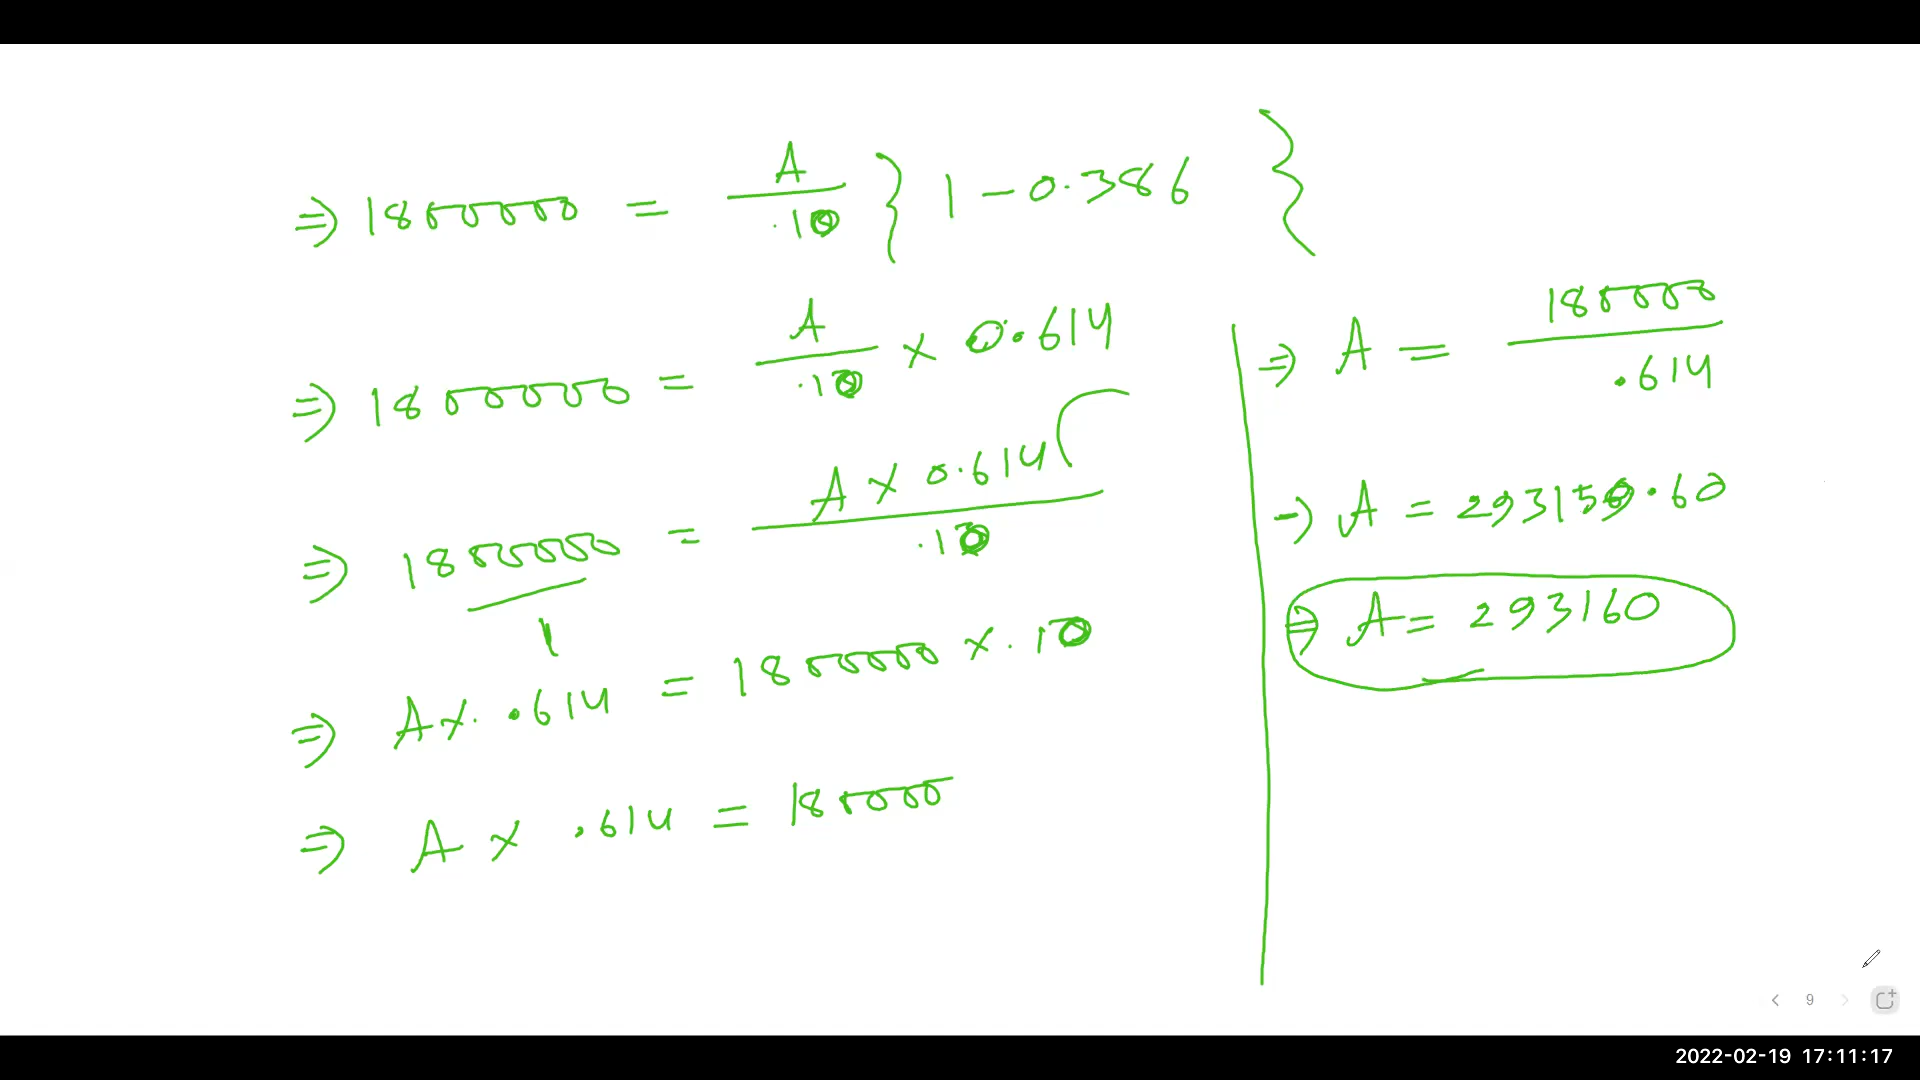 ⇒ 1800000 = A/.10 } 1 - 0.386 }
⇒ 1800000 = A/.10 x 0.614
⇒ 1800000/1 = A x 0.614/.10
⇒ A x .614 = 1800000 x .10
⇒ A x .614 = 180000
⇒ A = 180000/.614
→ A = 293159.60
⇒ A = 293160
9
2022-02-19 17:11:17